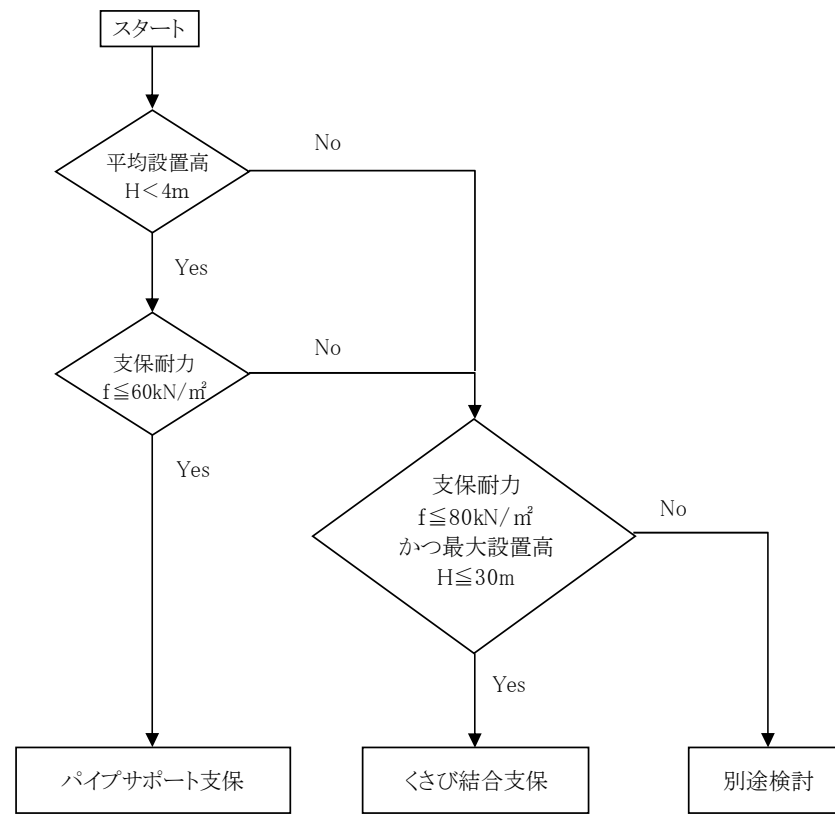 スタート
平均設置高
H＜4m
No
Yes
支保耐力
f≦60kN/㎡
No
Yes
支保耐力
f≦80kN/㎡
かつ最大設置高
H≦30m
No
Yes
パイプサポート支保
くさび結合支保
別途検討